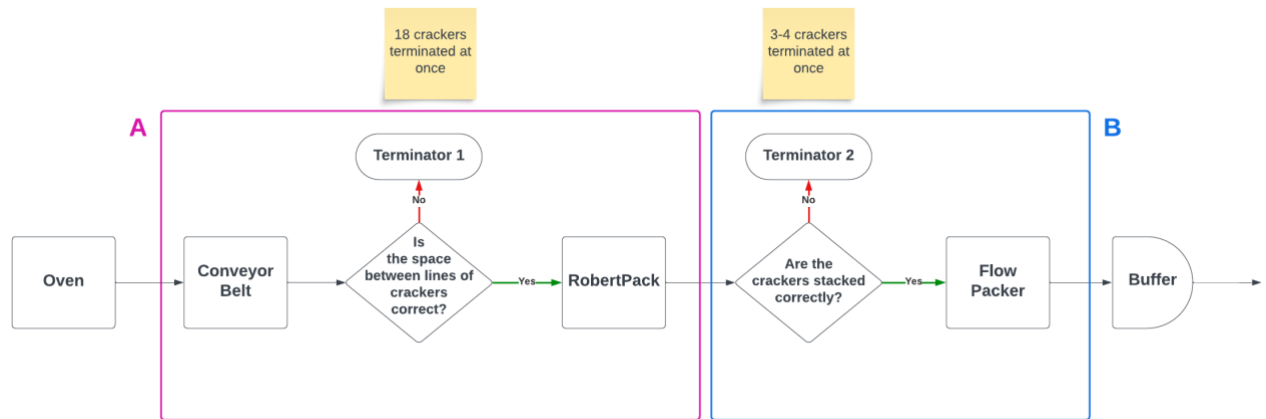 18 crackers
terminated at
once
3-4 crackers
terminated at
once
A
B
Terminator 1
Terminator 2
No
No
Oven
Conveyor
Belt
Is
the space
between lines of
crackers
correct?
Yes
RobertPack
Are the
crackers stacked
correctly?
Yes
Flow
Packer
Buffer